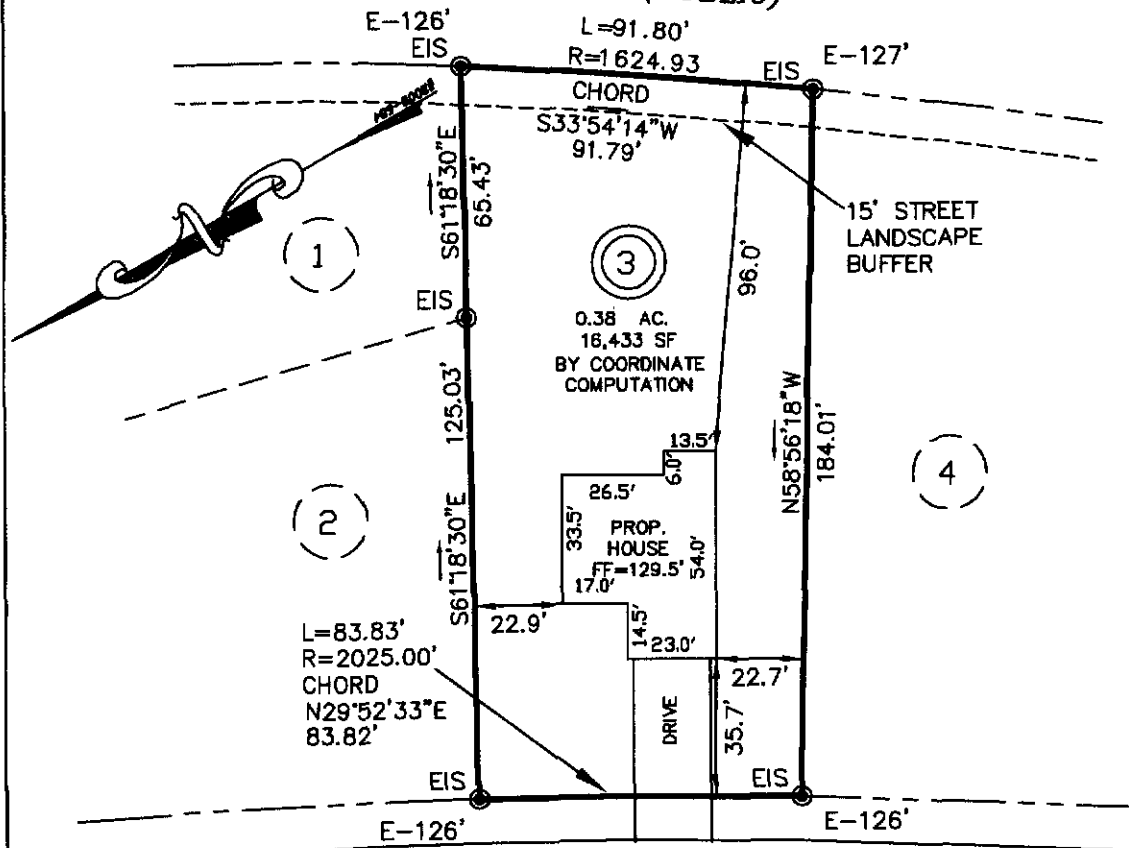 E-126'
EIS
L=91.80'
R=1624.93
CHORD
S33°54'14"W
91.79'
EIS
E-127'
S61°18'30"E
65.43'
1
3
15' STREET
LANDSCAPE
BUFFER
96.0'
EIS
0.38 AC.
16,433 SF
BY COORDINATE
COMPUTATION
125.03'
N58°56'18"W
184.01'
4
2
S61°18'30"E
13.5'
6.0'
26.5'
33.5'
PROP.
HOUSE
FF=129.5'
54.0'
17.0'
22.9'
14.5'
23.0'
22.7'
L=83.83'
R=2025.00'
CHORD
N29°52'33"E
83.82'
DRIVE
35.7'
EIS
EIS
E-126'
E-126'